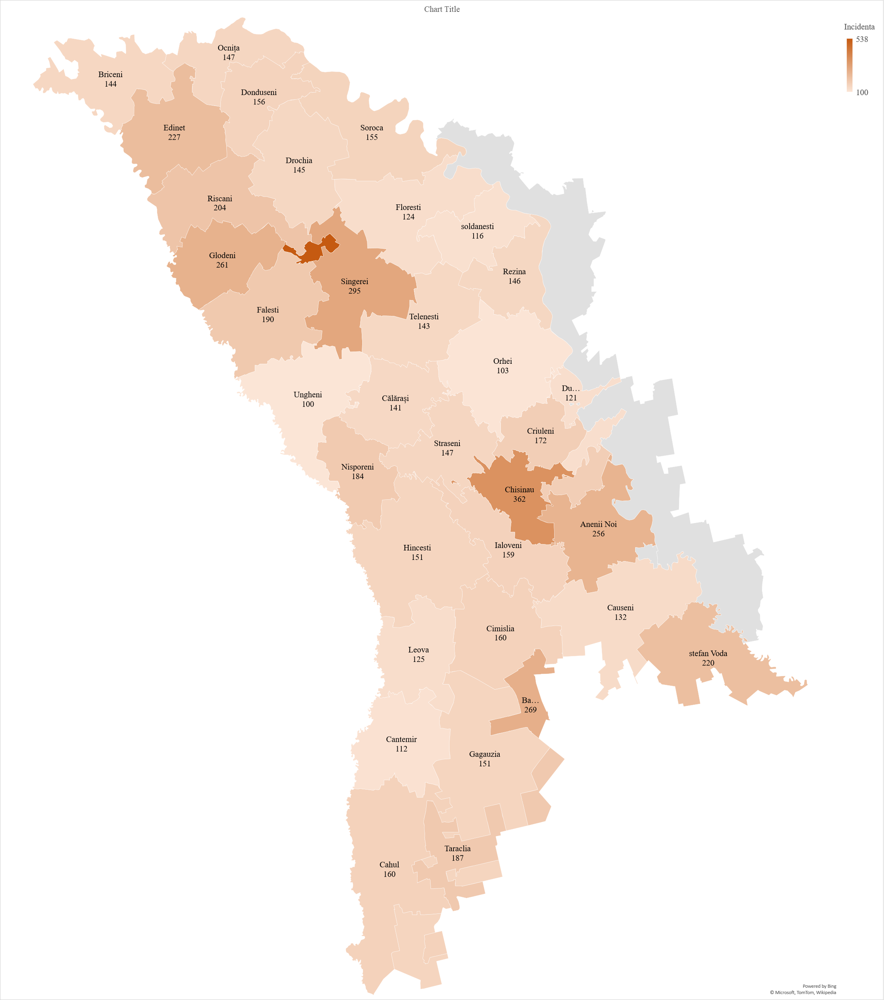 Chart Title
Incidenta
538
100
Ocnița
147
Briceni
144
Donduseni
156
Edinet
227
Soroca
155
Drochia
145
Riscani
204
Floresti
124
soldanesti
116
Glodeni
261
Rezina
146
Singerei
295
Falesti
190
Telenesti
143
Orhei
103
Du…
121
Ungheni
100
Călărași
141
Criuleni
172
Straseni
147
Nisporeni
184
Chisinau
362
Anenii Noi
256
Hincesti
151
Ialoveni
159
Causeni
132
Cimislia
160
Leova
125
stefan Voda
220
Ba…
269
Cantemir
112
Gagauzia
151
Taraclia
187
Cahul
160
Powered by Bing
© Microsoft, TomTom, Wikipedia